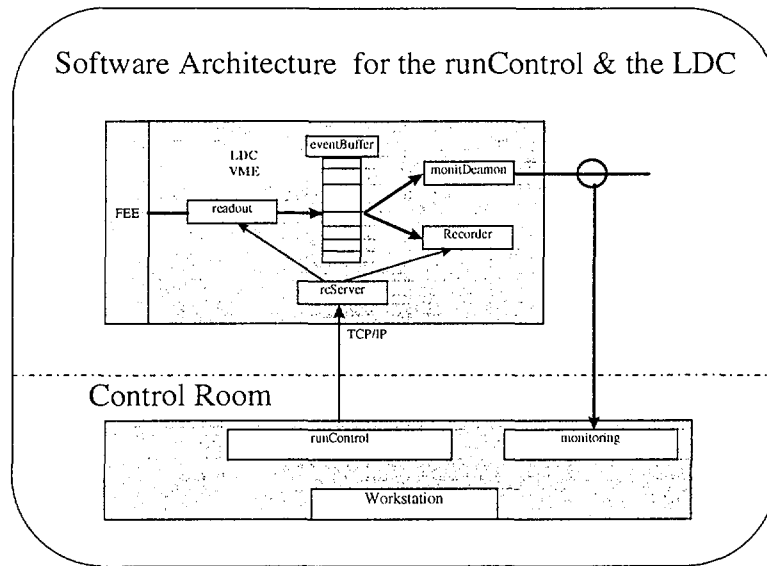 Software Architecture for the runControl & the LDC
eventBuffer
LDC
VME
monitDeamon
FEE
readout
Recorder
rcServer
TCP/IP
Control Room
runControl
monitoring
Workstation